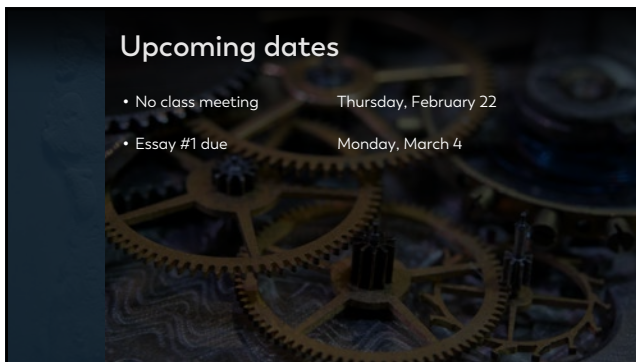 Upcoming dates
• No class meeting Thursday, February 22
• Essay #1 due Monday, March 4